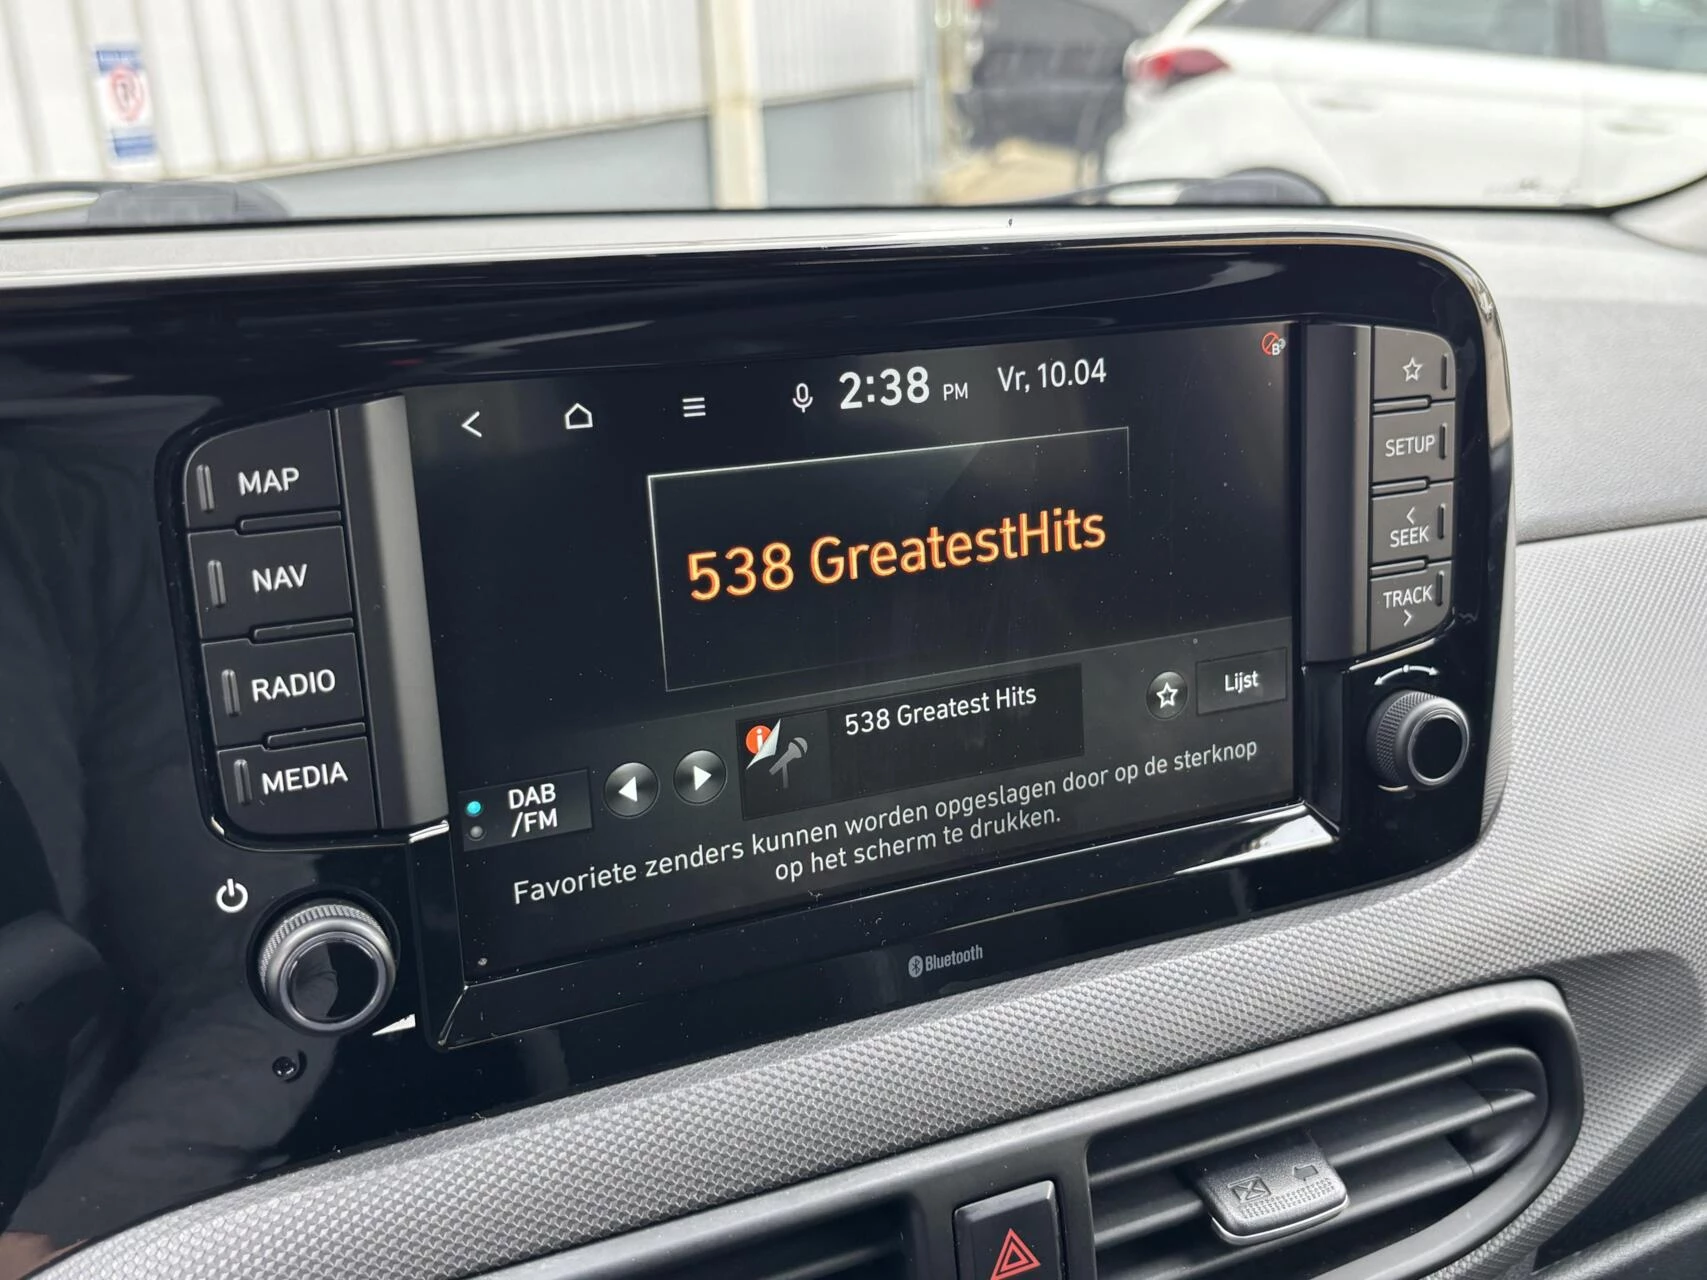 2:38 PM Vr, 10.04
MAP
NAV
RADIO
MEDIA
538 GreatestHits
538 Greatest Hits
Lijst
DAB
/FM
Favoriete zenders kunnen worden opgeslagen door op de sterknop
op het scherm te drukken.
SETUP
SEEK
TRACK
Bluetooth